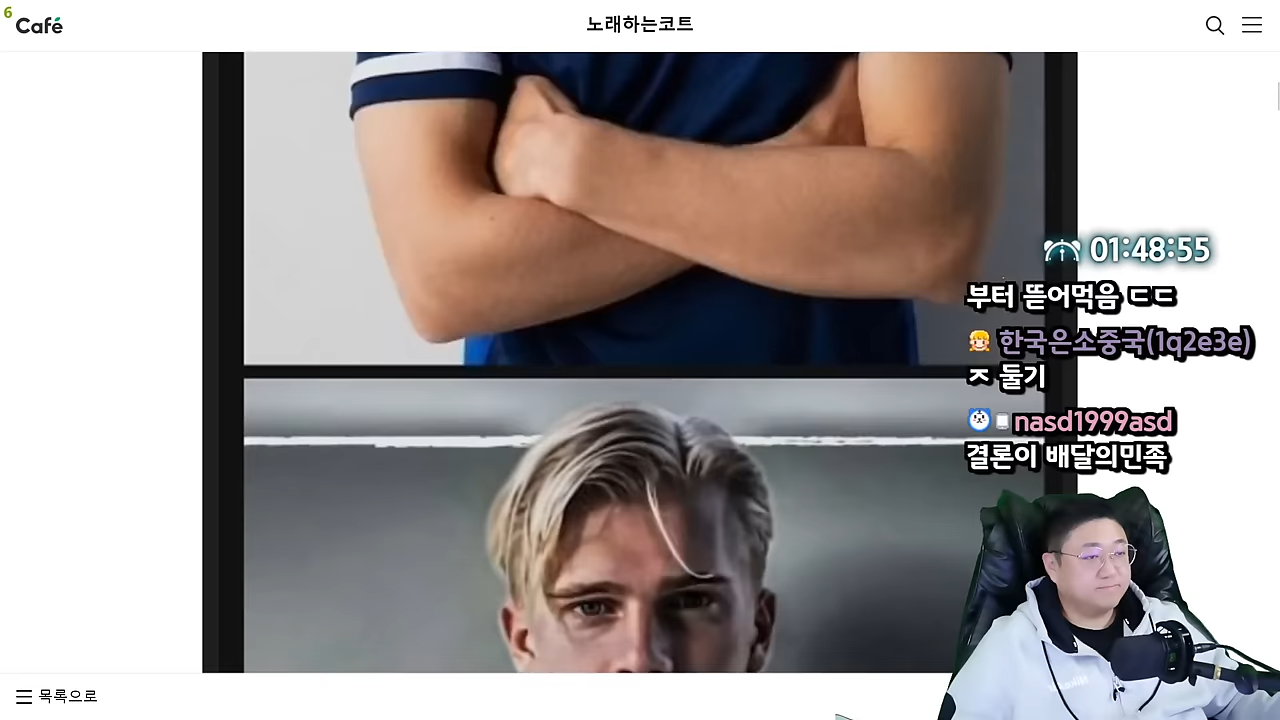 6
Café
노래하는코트
01:48:55
부터 뜯어먹음 ㄷㄷ
한국은소중국(1q2e3e)
ㅈ 둘기
nasd1999asd
결론이 배달의민족
목록으로